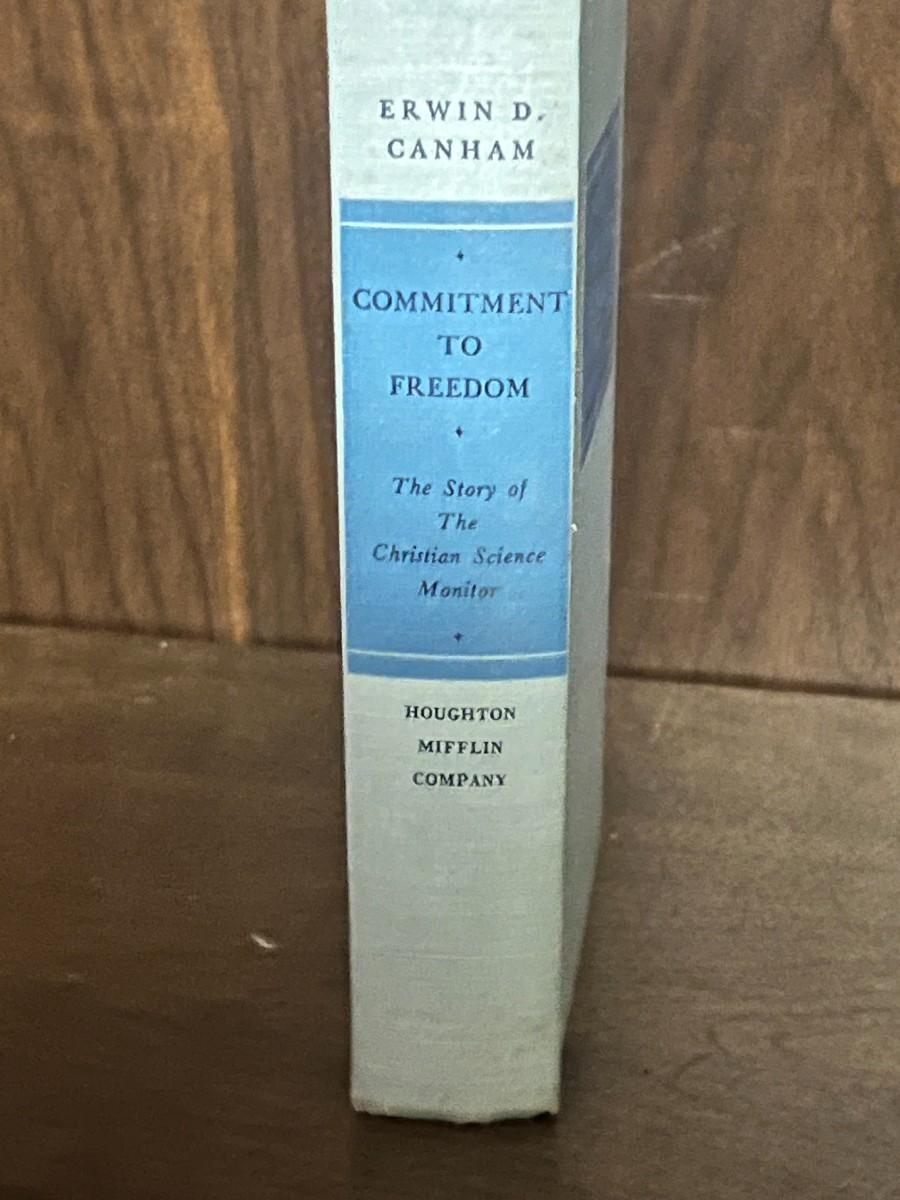 ERWIN D.
CANHAM
COMMITMENT
TO
FREEDOM
The Story of
The
Christian Science
Monitor
HOUGHTON
MIFFLIN
COMPANY